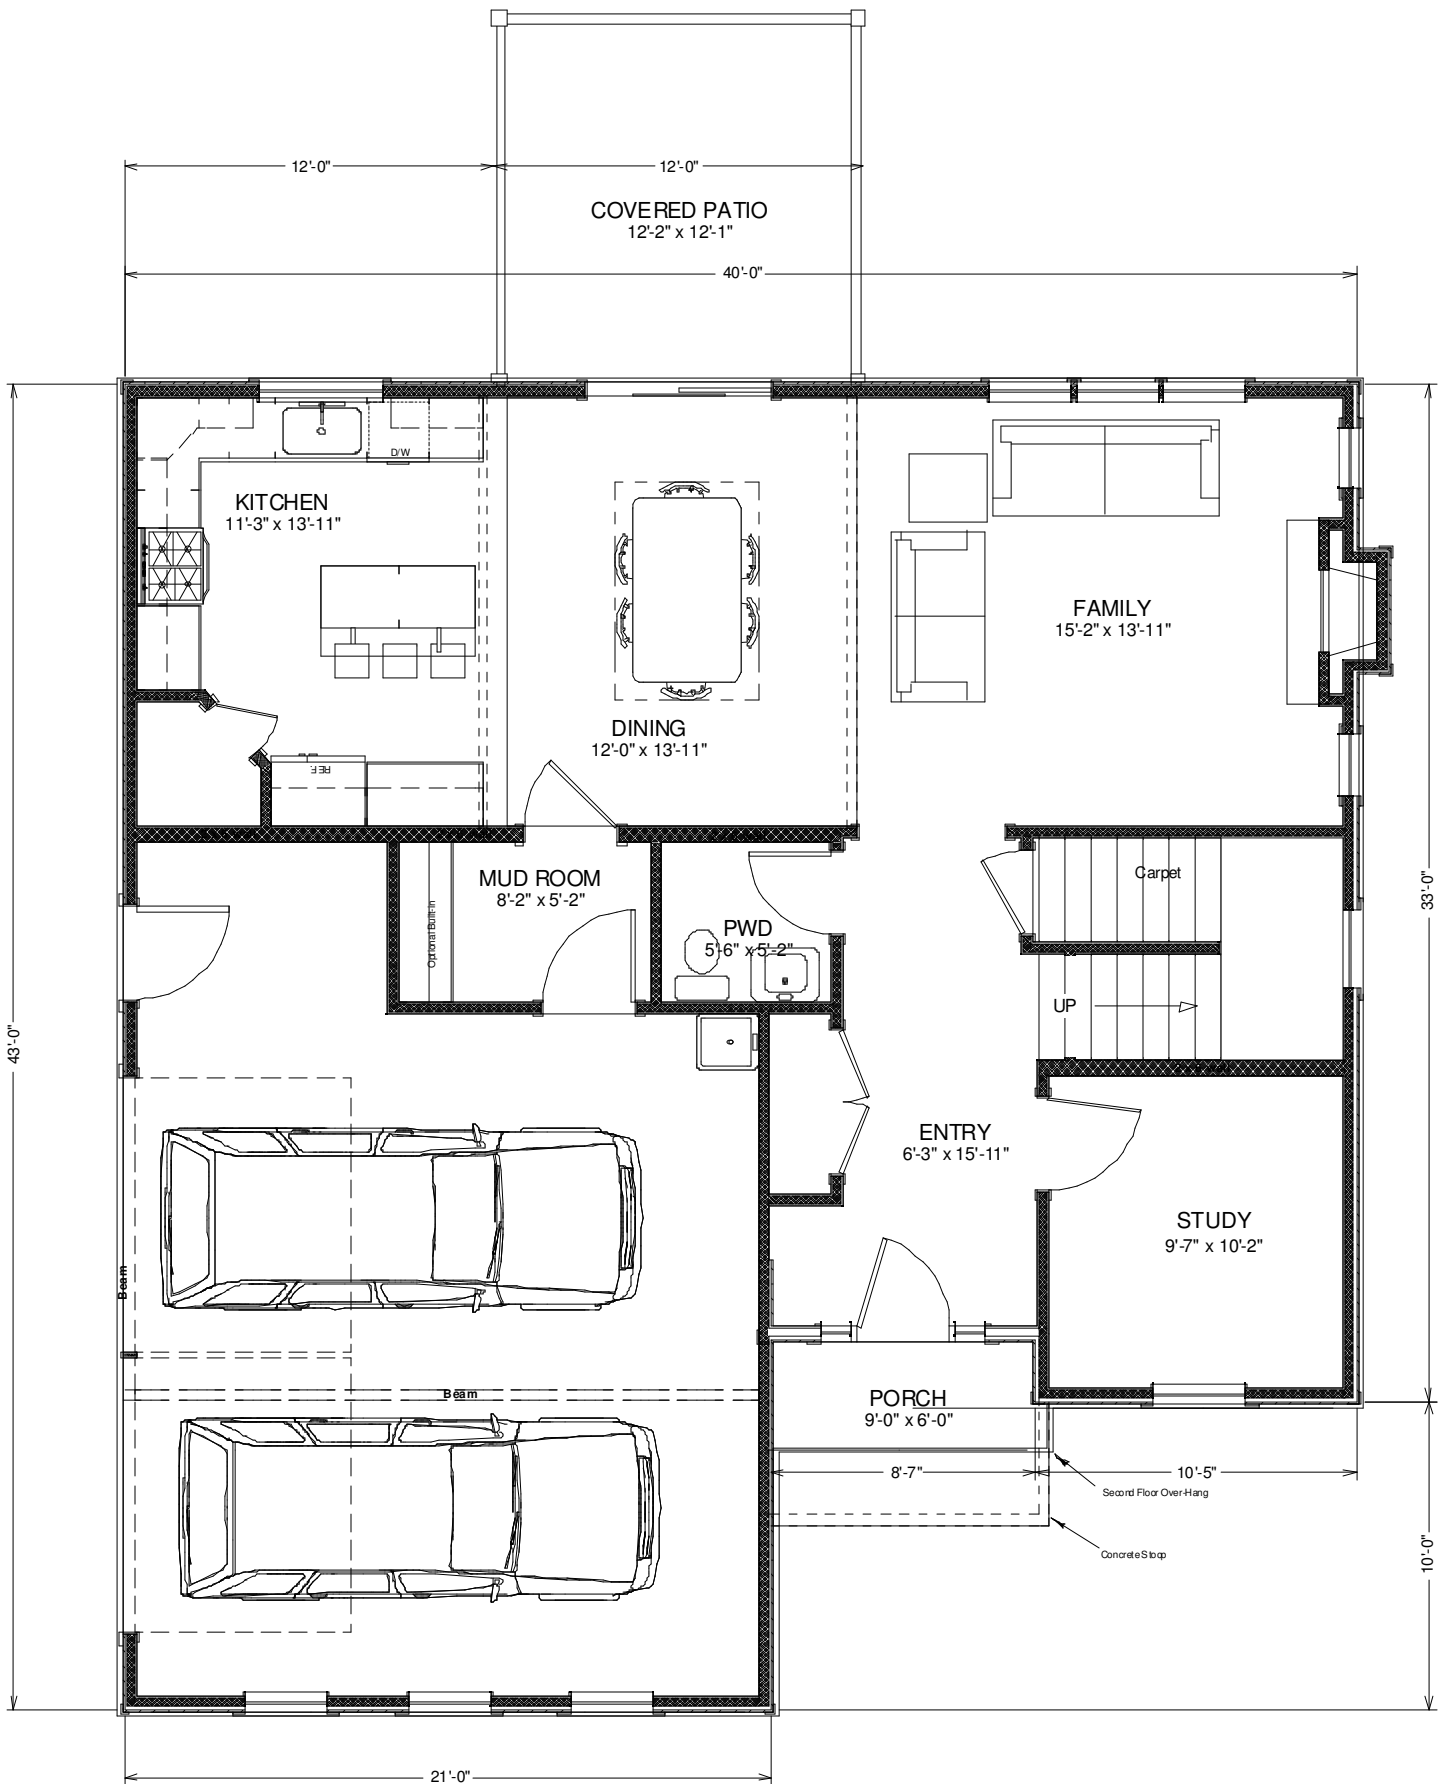 12'-0"
12'-0"
COVERED PATIO
12'-2" x 12'-1"
40'-0"
D/W
KITCHEN
11'-3" x 13'-11"
FAMILY
15'-2" x 13'-11"
DINING
12'-0" x 13'-11"
REF.
MUD ROOM
8'-2" x 5'-2"
Optional Built-In
PWD
5'-6" x 5'-2"
Carpet
33'-0"
UP
43'-0"
ENTRY
6'-3" x 15'-11"
STUDY
9'-7" x 10'-2"
Beam
Beam
PORCH
9'-0" x 6'-0"
8'-7"
10'-5"
Second Floor Over-Hang
Concrete Stoop
10'-0"
21'-0"